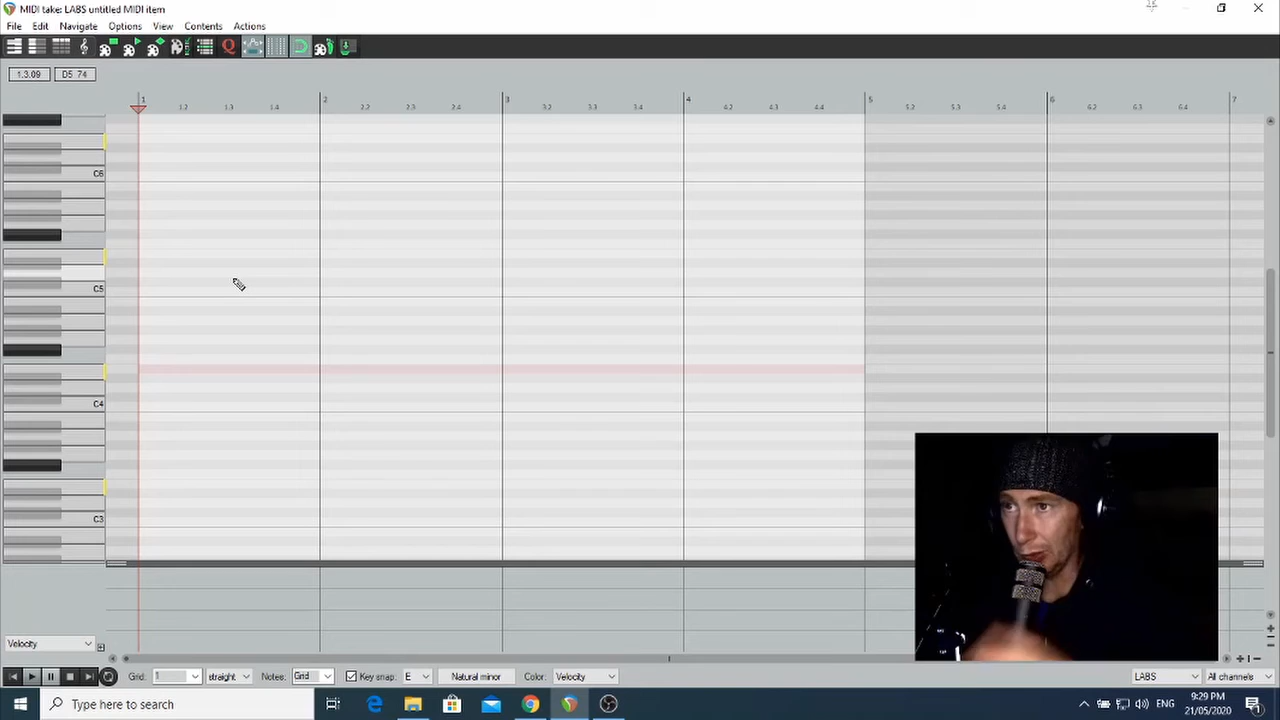 MIDI take: LABS untitled MIDI item
File Edit Navigate Options View Contents Actions
Q
1.3.09 D5 74
1 1.2 1.3 1.4 2 2.2 2.3 2.4 3 3.2 3.3 3.4 4 4.2 4.3 4.4 5 5.2 5.3 5.4 6 6.2 6.3 6.4 7
C6
C5
C4
C3
Velocity
Grid: 1 straight Notes: Grid Key snap: E Natural minor Color: Velocity LABS All channels
Type here to search
ENG
9:29 PM
21/05/2020